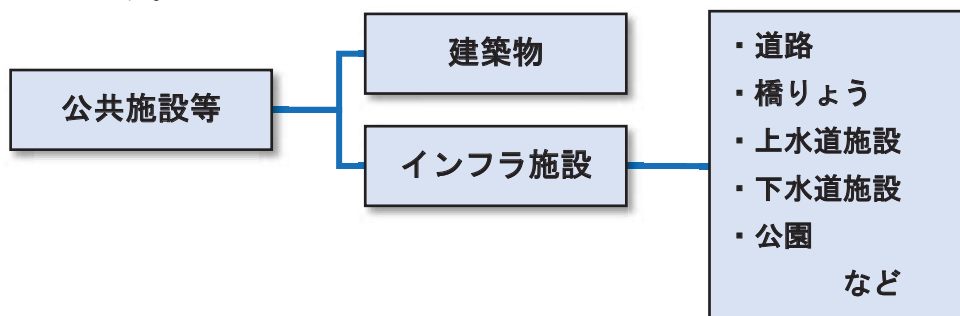 公共施設等
建築物
インフラ施設
・道路
・橋りょう
・上水道施設
・下水道施設
・公園
など